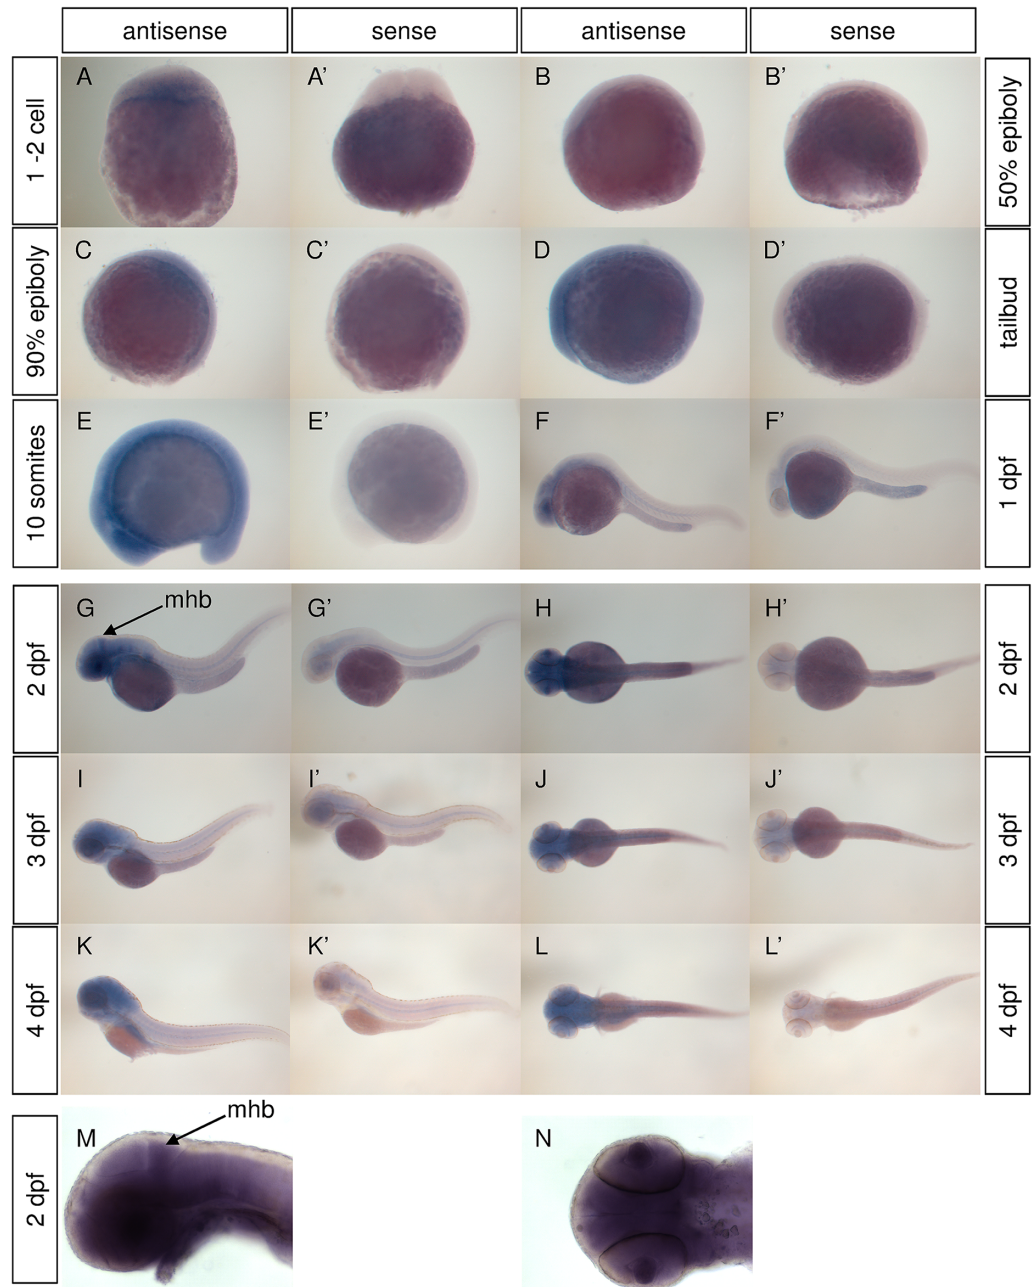 antisense sense antisense sense
1 -2 cell A A’ B B’ 50% epiboly
90% epiboly C C’ D D’ tailbud
10 somites E E’ F F’ 1 dpf
mhb
2 dpf G G’ H H’ 2 dpf
3 dpf I I’ J J’ 3 dpf
4 dpf K K’ L L’ 4 dpf
mhb
2 dpf M N